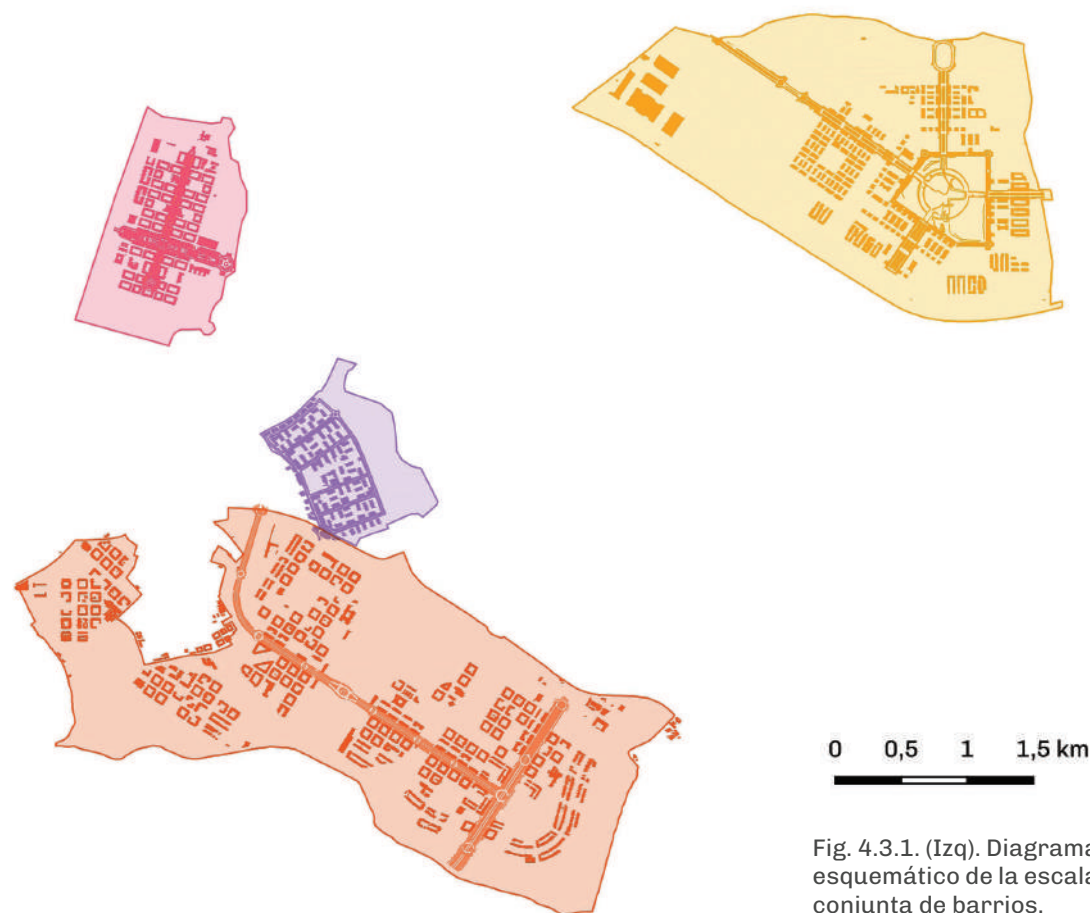 0 0,5 1 1,5 km
Fig. 4.3.1. (Izq). Diagrama
esquemático de la escala
conjunta de barrios.